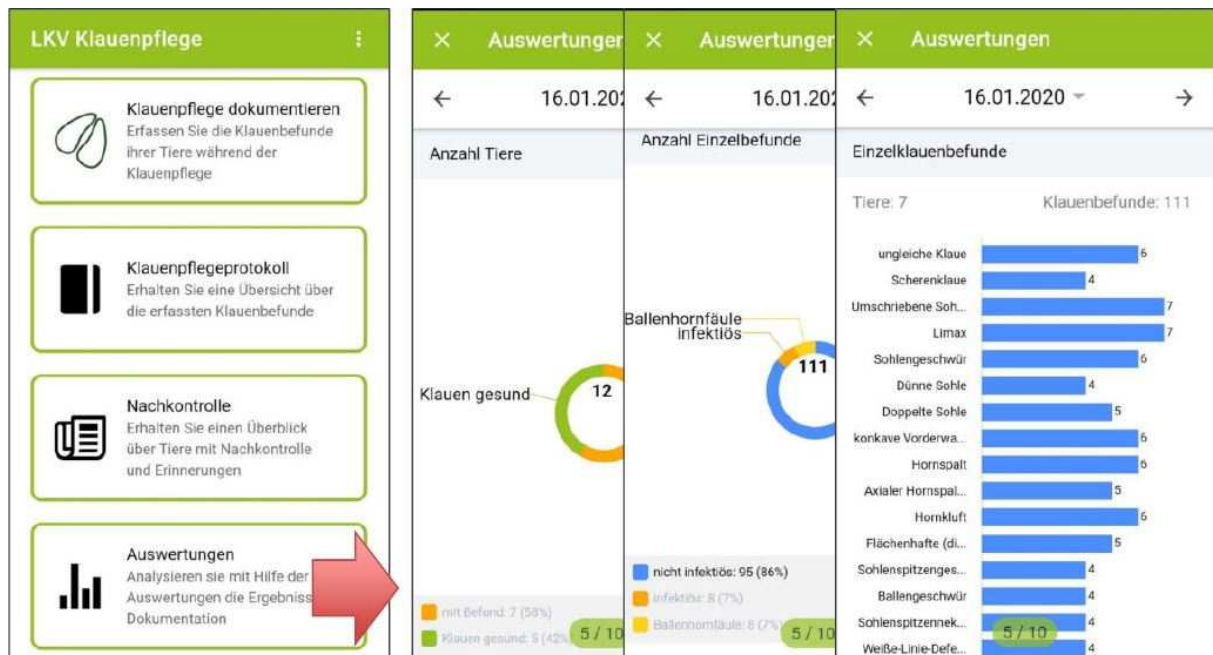 LKV Klauenpflege
Klauenpflege dokumentieren
Erfassen Sie die Klauenbefunde
ihrer Tiere während der
Klauenpflege
Klauenpflegeprotokoll
Erhalten Sie eine Übersicht über
die erfassten Klauenbefunde
Nachkontrolle
Erhalten Sie einen Überblick
über Tiere mit Nachkontrolle
und Erinnerungen
Auswertungen
Analysieren sie mit Hilfe der
Auswertungen die Ergebniss
Dokumentation
Auswertungen
16.01.202
Anzahl Tiere
Klauen gesund
12
mit Befund: 7 (58%)
Klauen gesund: 5 (42%
5 / 10
Auswertungen
16.01.202
Anzahl Einzelbefunde
Ballenhornfäule
infektiös
111
nicht infektiös: 95 (86%)
infektiös: 8 (7%)
Ballenhornfäule: 8 (7%)
5 / 10
Auswertungen
16.01.2020
Einzelklauenbefunde
Tiere: 7 Klauenbefunde: 111
ungleiche Klaue 6
Scherenklaue 4
Umschriebene Soh... 7
Limax 7
Sohlengeschwür 6
Dünne Sohle 4
Doppelte Sohle 5
konkave Vorderwa... 6
Hornspalt 6
Axialer Hornspal... 5
Hornkluft 6
Flächenhafte (di... 5
Sohlenspitzenges... 4
Ballengeschwür 4
Sohlenspitzennek... 4
Weiße-Linie-Defe... 4
5 / 10